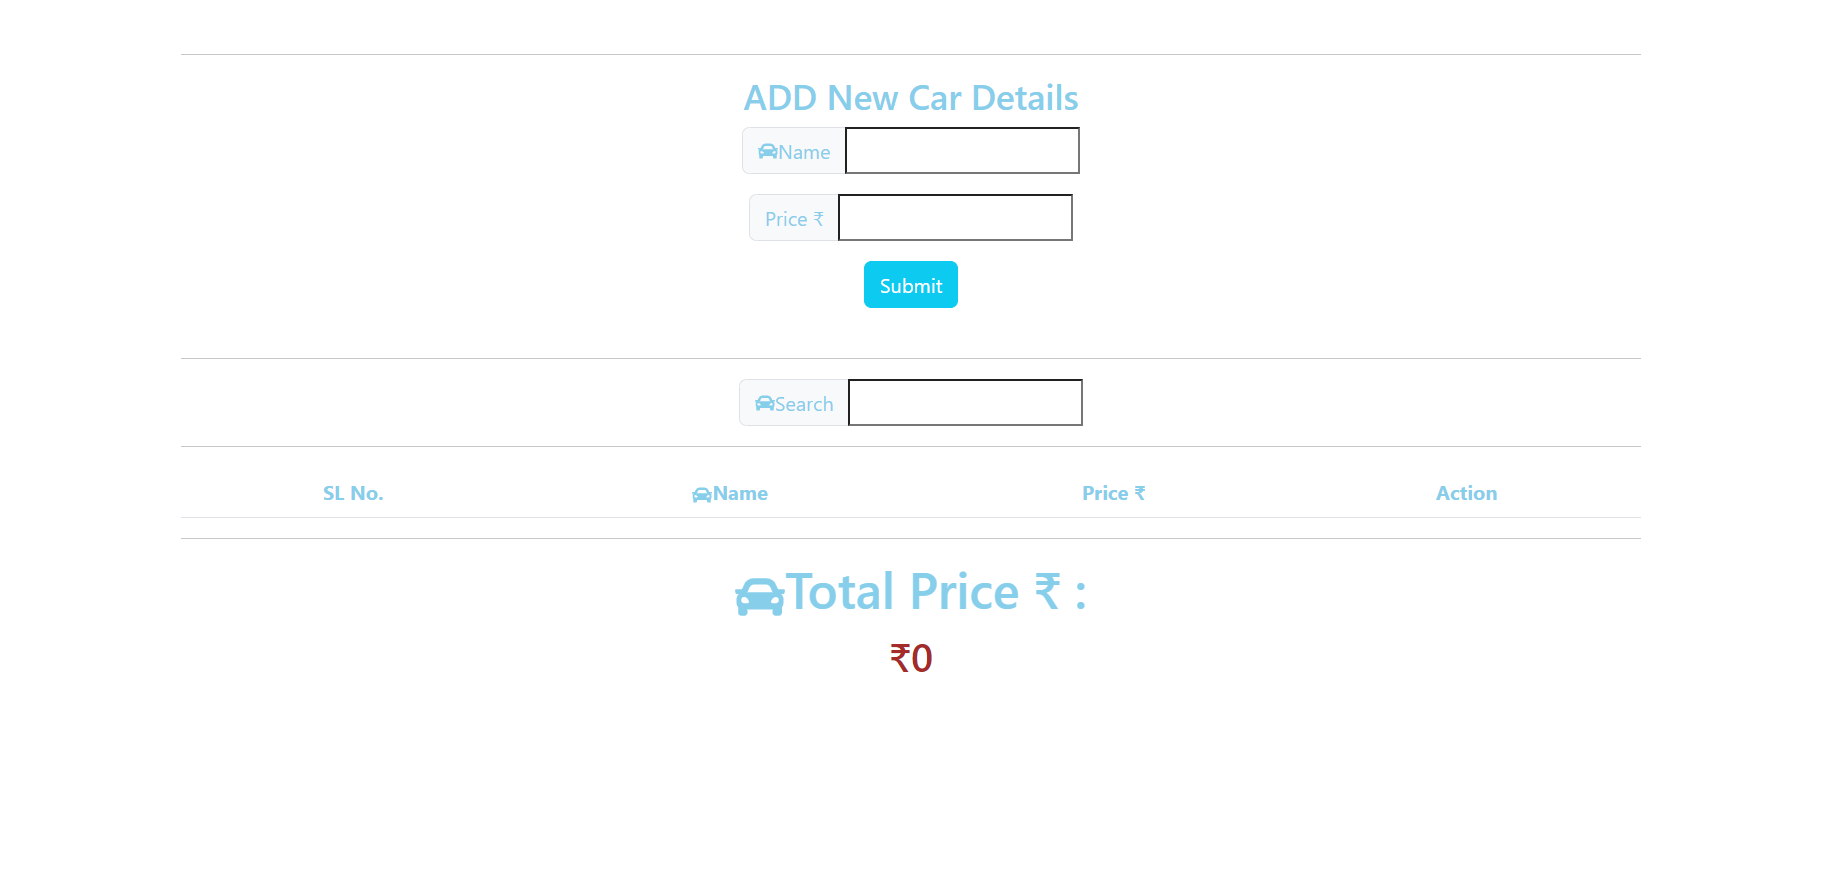 ADD New Car Details
Name
Price ₹
Submit
Search
SL No. Name Price ₹ Action
Total Price ₹ :
₹0